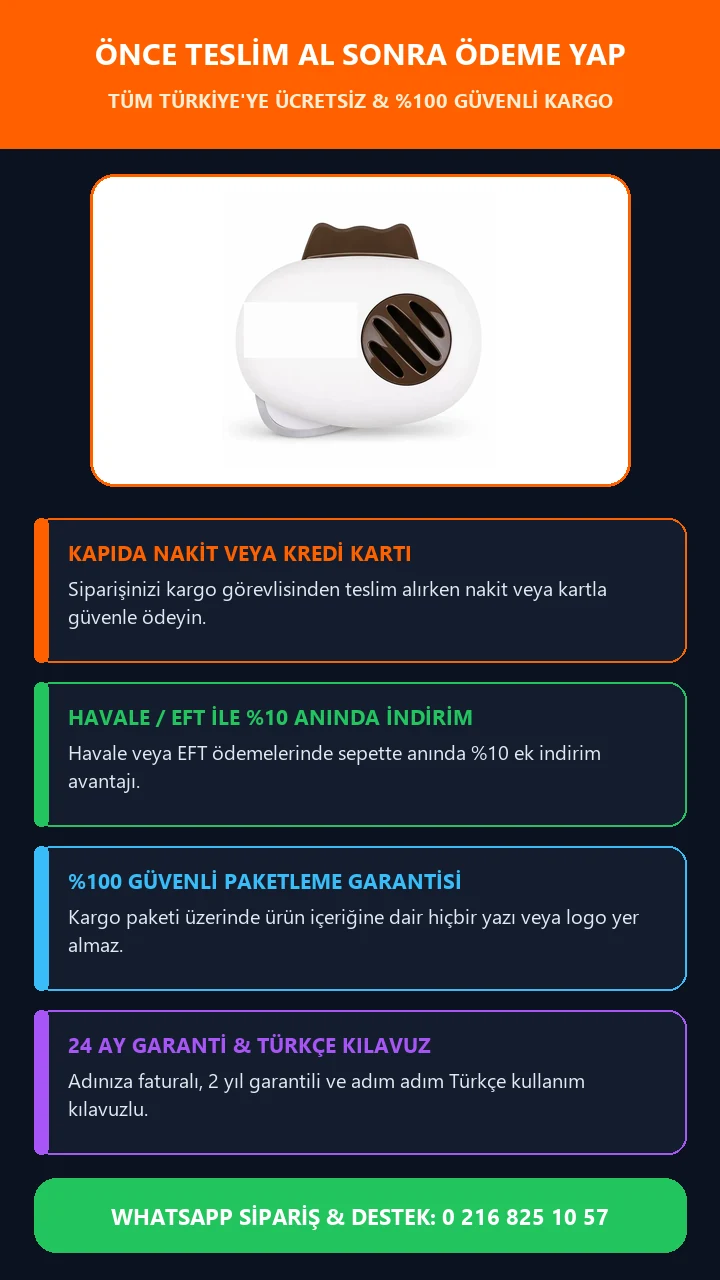 ÖNCE TESLİM AL SONRA ÖDEME YAP
TÜM TÜRKİYE'YE ÜCRETSİZ & %100 GÜVENLİ KARGO
KAPIDA NAKİT VEYA KREDİ KARTI
Siparişinizi kargo görevlisinden teslim alırken nakit veya kartla
güvenle ödeyin.
HAVALE / EFT İLE %10 ANINDA İNDİRİM
Havale veya EFT ödemelerinde sepette anında %10 ek indirim
avantajı.
%100 GÜVENLİ PAKETLEME GARANTİSİ
Kargo paketi üzerinde ürün içeriğine dair hiçbir yazı veya logo yer
almaz.
24 AY GARANTİ & TÜRKÇE KILAVUZ
Adınıza faturalı, 2 yıl garantili ve adım adım Türkçe kullanım
kılavuzlu.
WHATSAPP SİPARİŞ & DESTEK: 0 216 825 10 57